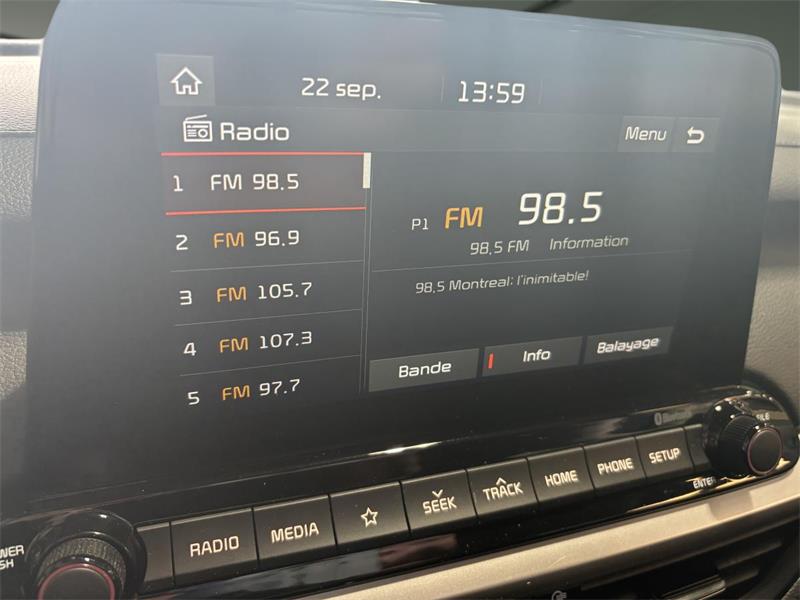 22 sep. 13:59
Radio Menu
1 FM 98.5
2 FM 96.9
3 FM 105.7
4 FM 107.3
5 FM 97.7
P1 FM 98.5
98,5 FM Information
98,5 Montreal: l'inimitable!
Bande Info Balayage
RADIO MEDIA SEEK TRACK HOME PHONE SETUP
ENTER